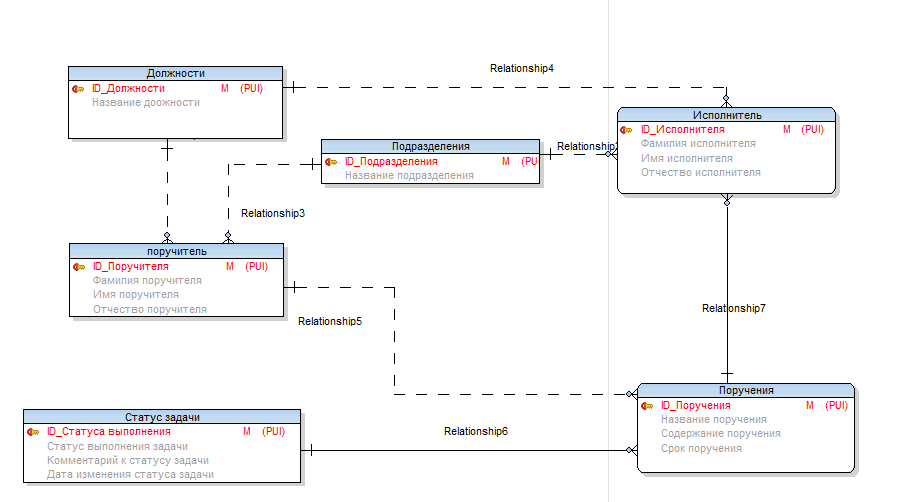 Relationship4
Должности
ID_Должности M (PUI)
Название доожности
Исполнитель
ID_Исполнителя M (PUI)
Фамилия исполнителя
Имя исполнителя
Отчество исполнителя
Подразделения
ID_Подразделения M (PU
Название подразделения
Relationship
Relationship3
поручитель
ID_Поручителя M (PUI)
Фамилия поручителя
Имя поручителя
Отчество поручителя
Relationship7
Relationship5
Поручения
ID_Поручения M (PUI)
Название поручения
Содержание поручения
Срок поручения
Статус задачи
ID_Статуса выполнения M (PUI)
Статус выполнения задачи
Комментарий к статусу задачи
Дата изменения статуса задачи
Relationship6